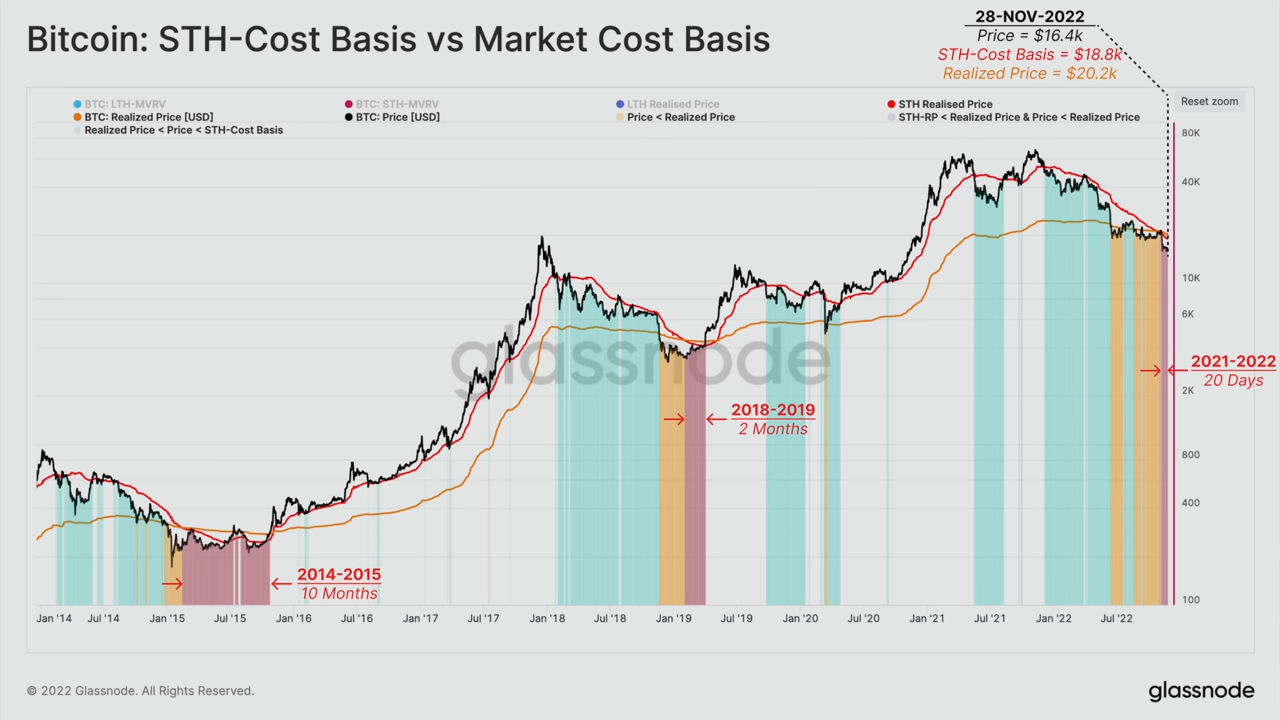 Bitcoin: STH-Cost Basis vs Market Cost Basis
28-NOV-2022
Price = $16.4k
STH-Cost Basis = $18.8k
Realized Price = $20.2k
BTC: LTH-MVRV
BTC: STH-MVRV
LTH Realised Price
STH Realised Price
BTC: Realized Price [USD]
BTC: Price [USD]
Price < Realized Price
STH-RP < Realized Price & Price < Realized Price
Realized Price < Price < STH-Cost Basis
Reset zoom
80K
40K
10K
6K
2K
800
400
100
glassnode
2021-2022
20 Days
2018-2019
2 Months
2014-2015
10 Months
Jan '14
Jul '14
Jan '15
Jul '15
Jan '16
Jul '16
Jan '17
Jul '17
Jan '18
Jul '18
Jan '19
Jul '19
Jan '20
Jul '20
Jan '21
Jul '21
Jan '22
Jul '22
© 2022 Glassnode. All Rights Reserved.
glassnode